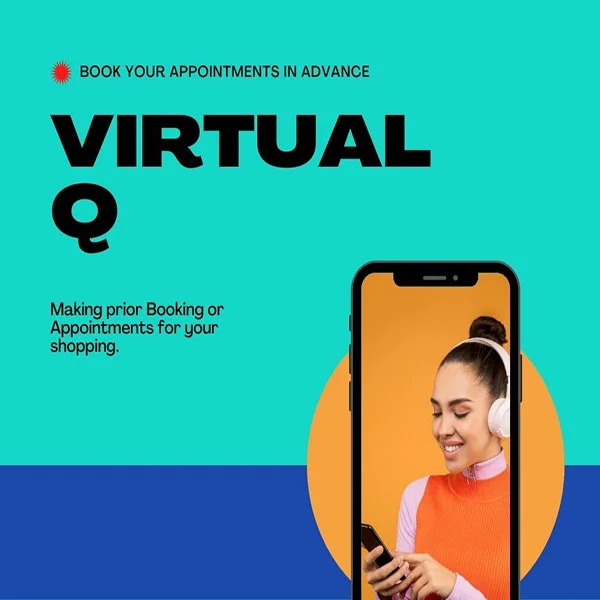 BOOK YOUR APPOINTMENTS IN ADVANCE
VIRTUAL
Q
Making prior Booking or
Appointments for your
shopping.